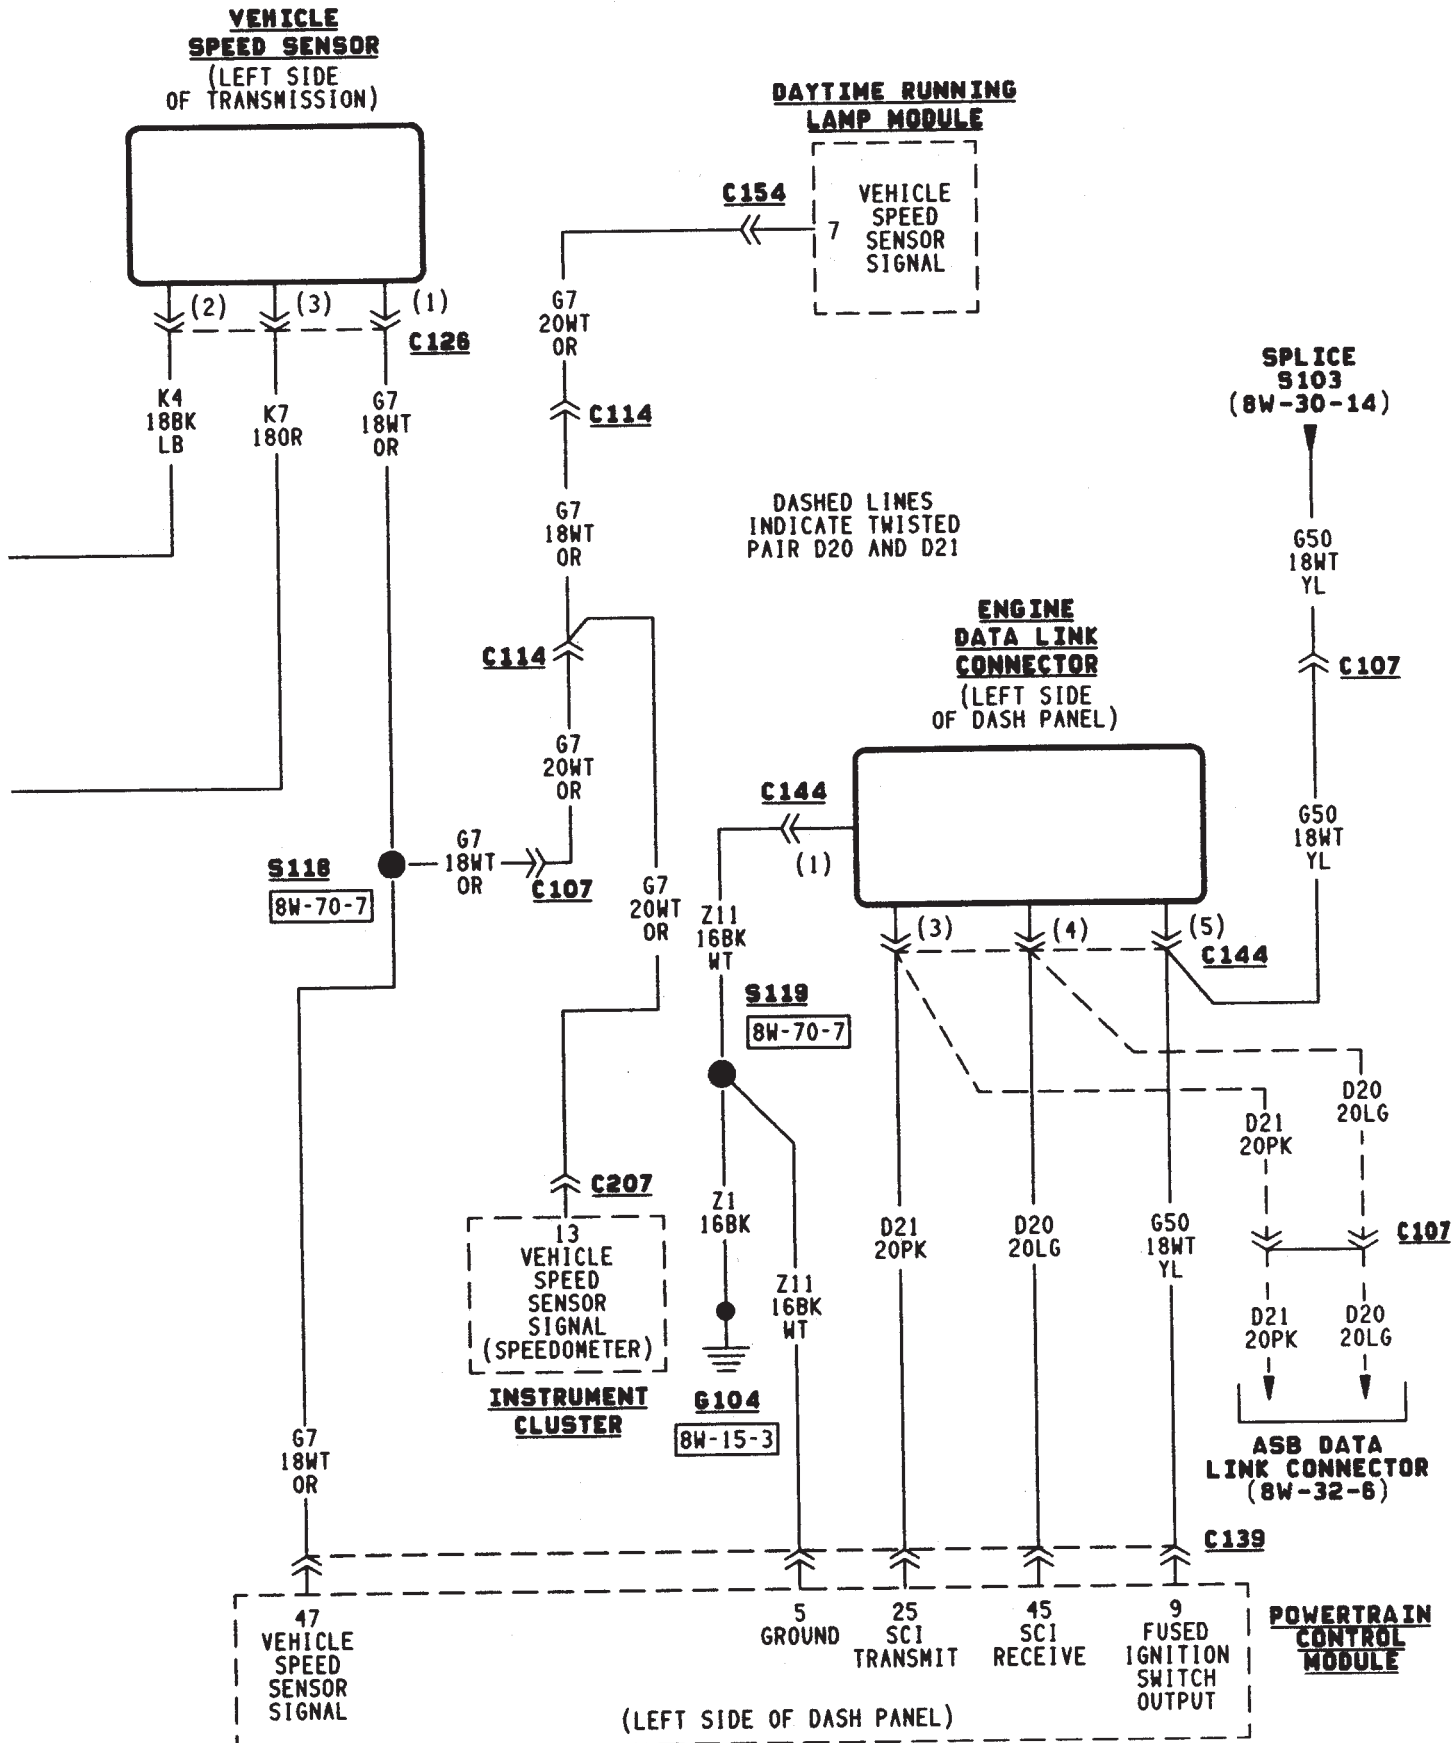 VEHICLE
SPEED SENSOR
(LEFT SIDE
OF TRANSMISSION)
(2)
(3)
(1)
C126
K4
18BK
LB
K7
18OR
G7
18WT
OR
DAYTIME RUNNING
LAMP MODULE
C154
7
VEHICLE
SPEED
SENSOR
SIGNAL
G7
20WT
OR
C114
G7
18WT
OR
C114
G7
20WT
OR
DASHED LINES
INDICATE TWISTED
PAIR D20 AND D21
SPLICE
S103
(8W-30-14)
G50
18WT
YL
C107
G50
18WT
YL
ENGINE
DATA LINK
CONNECTOR
(LEFT SIDE
OF DASH PANEL)
C144
(1)
S118
8W-70-7
G7
18WT
OR
C107
G7
20WT
OR
Z11
16BK
WT
(3)
(4)
(5)
C144
S119
8W-70-7
D21
20PK
D20
20LG
C207
13
VEHICLE
SPEED
SENSOR
SIGNAL
(SPEEDOMETER)
INSTRUMENT
CLUSTER
Z1
16BK
Z11
16BK
WT
G104
8W-15-3
D21
20PK
D20
20LG
G50
18WT
YL
C107
D21
20PK
D20
20LG
ASB DATA
LINK CONNECTOR
(8W-32-6)
G7
18WT
OR
C139
47
VEHICLE
SPEED
SENSOR
SIGNAL
5
GROUND
25
SCI
TRANSMIT
45
SCI
RECEIVE
9
FUSED
IGNITION
SWITCH
OUTPUT
POWERTRAIN
CONTROL
MODULE
(LEFT SIDE OF DASH PANEL)